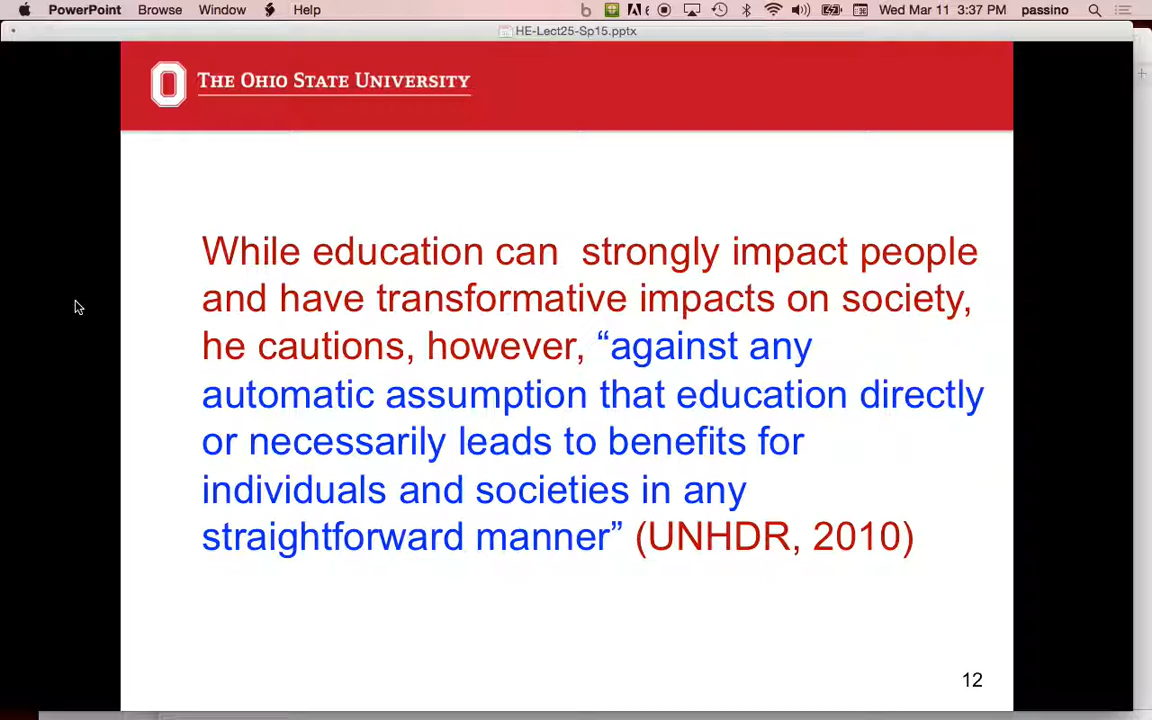 PowerPoint Browse Window Help Wed Mar 11 3:37 PM passino
HE-Lect25-Sp15.pptx
THE OHIO STATE UNIVERSITY
While education can strongly impact people
and have transformative impacts on society,
he cautions, however, “against any
automatic assumption that education directly
or necessarily leads to benefits for
individuals and societies in any
straightforward manner” (UNHDR, 2010)
12